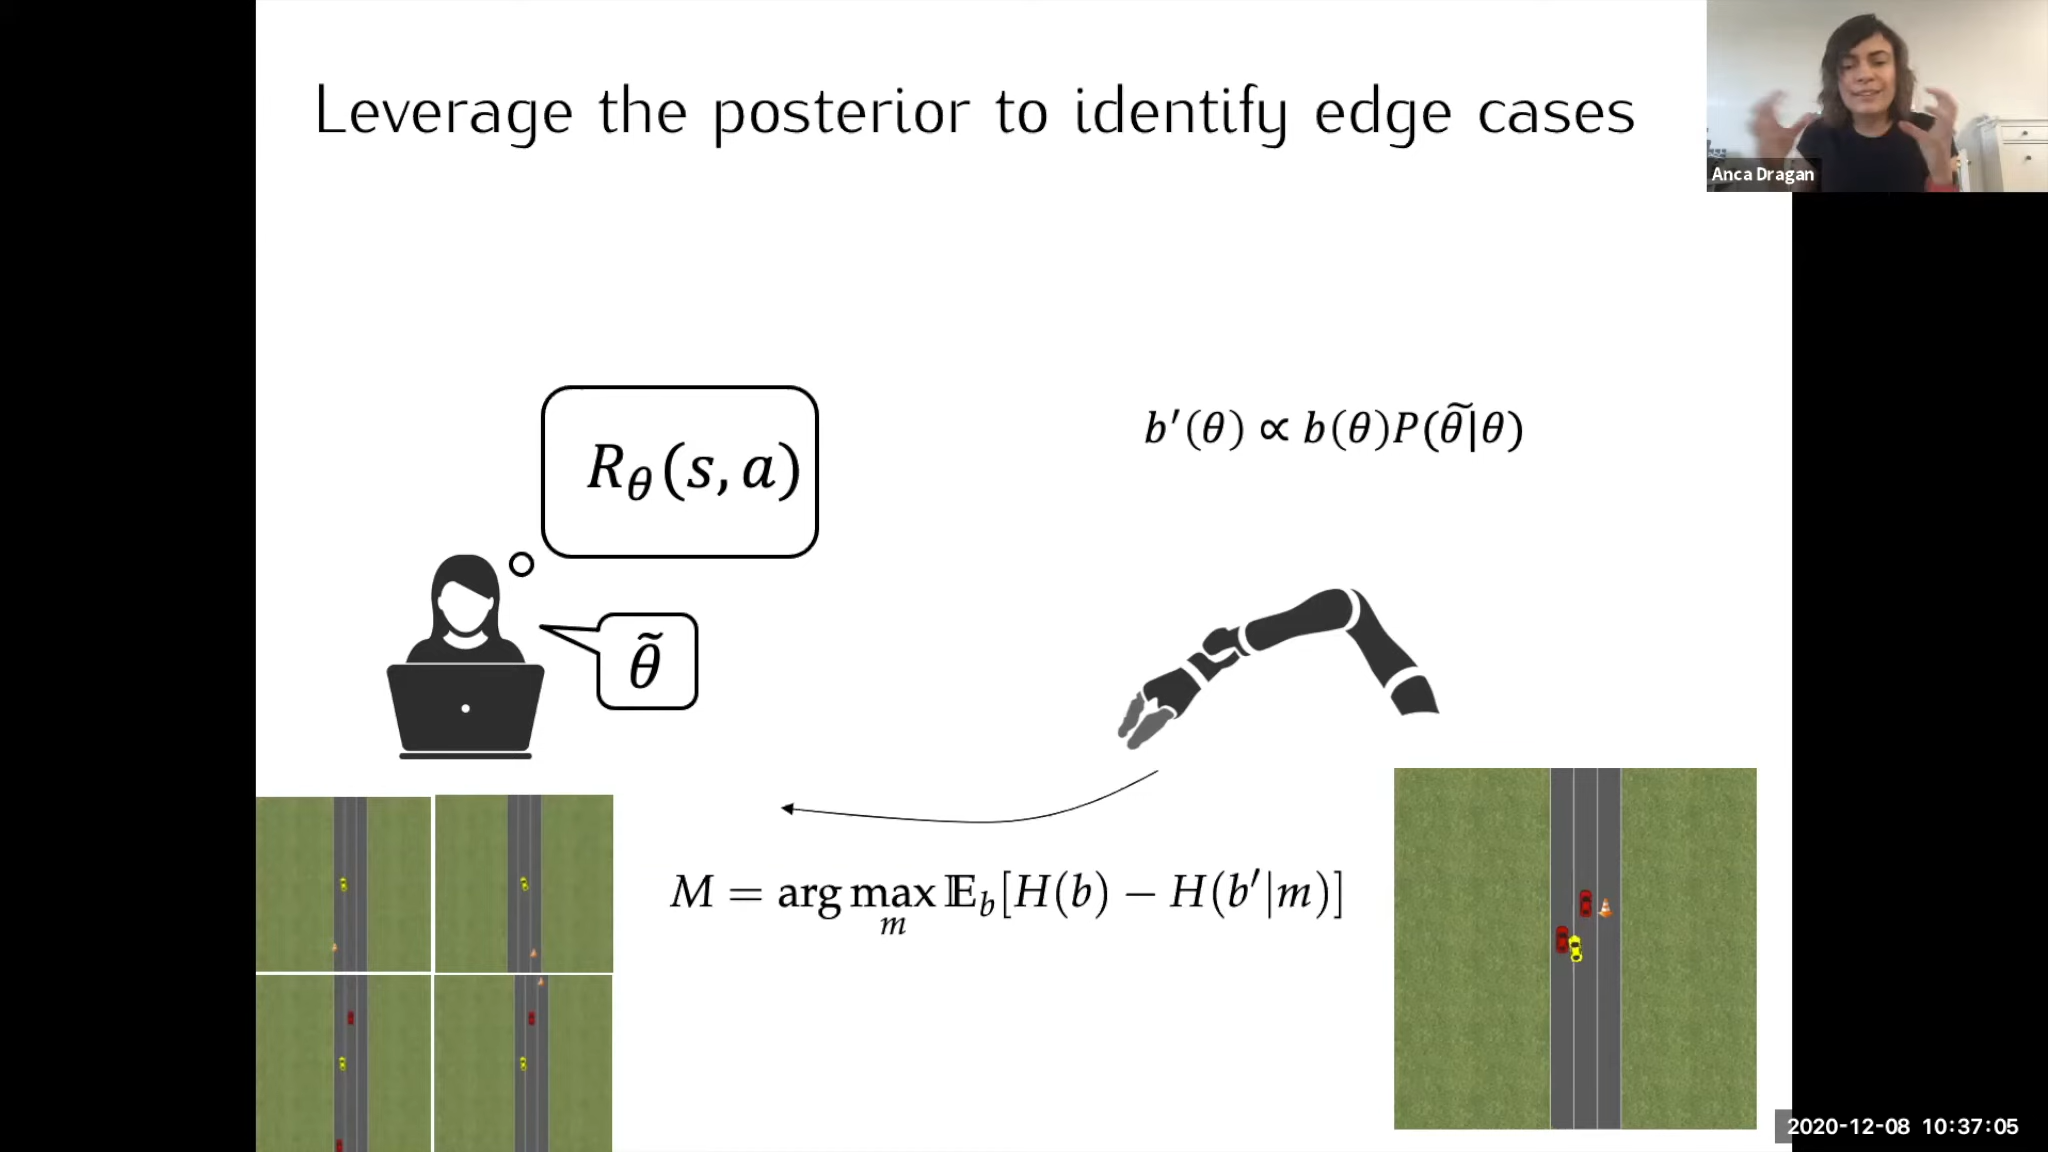 Leverage the posterior to identify edge cases
Anca Dragan
R_θ(s, a)
b′(θ) ∝ b(θ)P(θ̃|θ)
θ̃
M = arg max_m 𝔼_b[H(b) − H(b′|m)]
2020-12-08 10:37:05